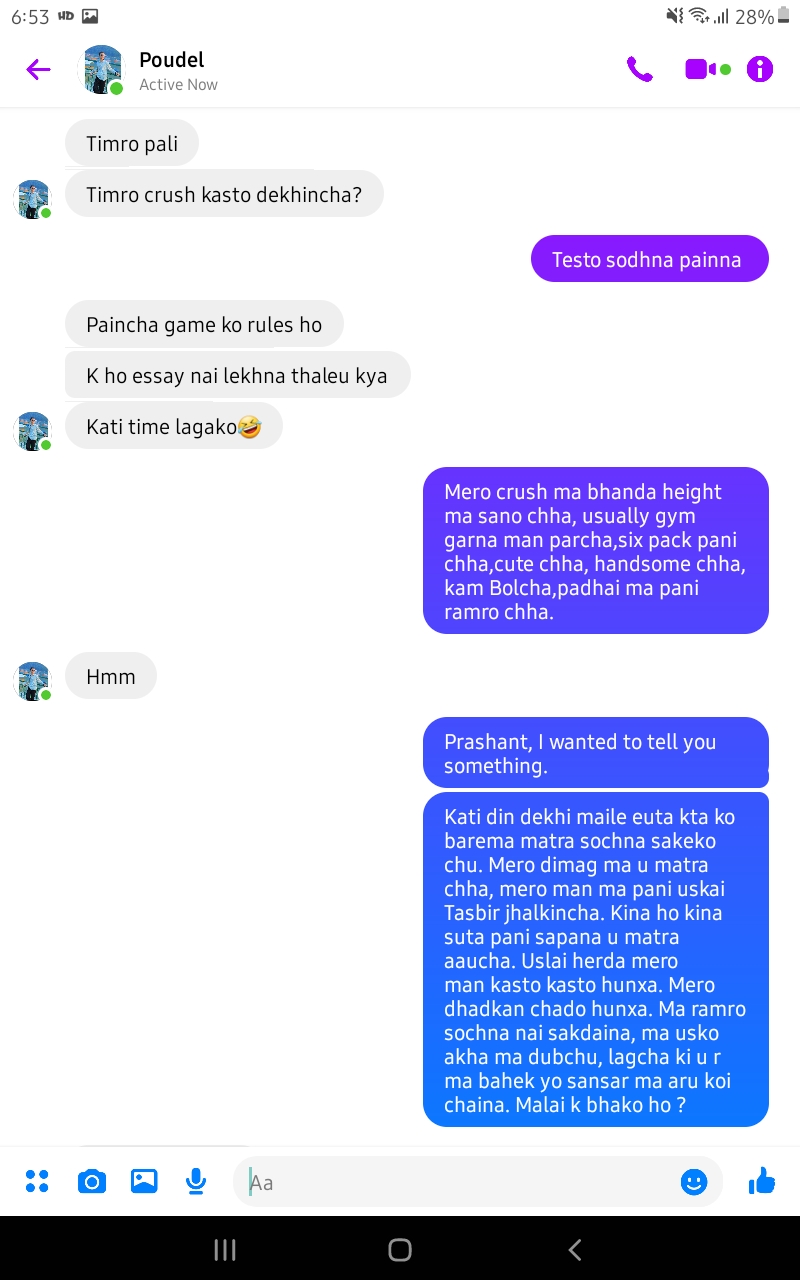 6:53 HD 28%
Poudel
Active Now
Timro pali
Timro crush kasto dekhincha?
Testo sodhna painna
Paincha game ko rules ho
K ho essay nai lekhna thaleu kya
Kati time lagako🤣
Mero crush ma bhanda height
ma sano chha, usually gym
garna man parcha,six pack pani
chha,cute chha, handsome chha,
kam Bolcha,padhai ma pani
ramro chha.
Hmm
Prashant, I wanted to tell you
something.
Kati din dekhi maile euta kta ko
barema matra sochna sakeko
chu. Mero dimag ma u matra
chha, mero man ma pani uskai
Tasbir jhalkincha. Kina ho kina
suta pani sapana u matra
aaucha. Uslai herda mero
man kasto kasto hunxa. Mero
dhadkan chado hunxa. Ma ramro
sochna nai sakdaina, ma usko
akha ma dubchu, lagcha ki u r
ma bahek yo sansar ma aru koi
chaina. Malai k bhako ho ?
Aa